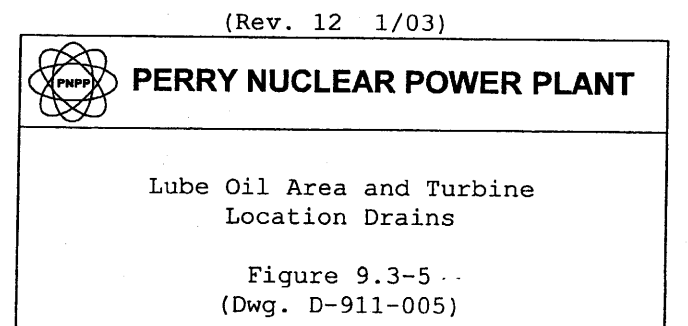 (Rev. 12 1/03)
PNPP
PERRY NUCLEAR POWER PLANT
Lube Oil Area and Turbine
Location Drains
Figure 9.3-5
(Dwg. D-911-005)